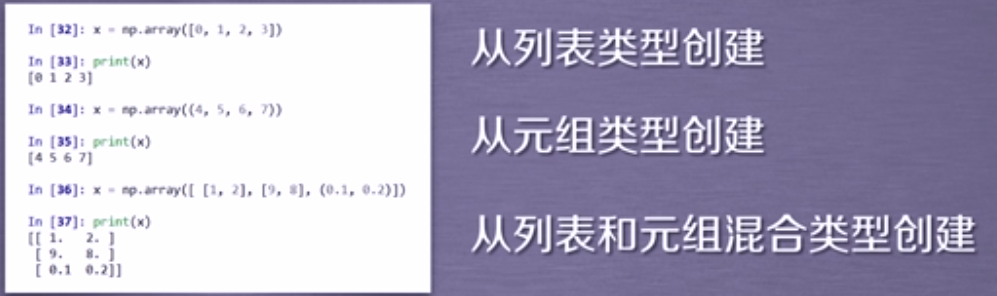 In [32]: x = np.array([0, 1, 2, 3])
In [33]: print(x)
[0 1 2 3]
In [34]: x = np.array((4, 5, 6, 7))
In [35]: print(x)
[4 5 6 7]
In [36]: x = np.array([ [1, 2], [9, 8], (0.1, 0.2)])
In [37]: print(x)
[[ 1.   2. ]
 [ 9.   8. ]
 [ 0.1  0.2]]
从列表类型创建
从元组类型创建
从列表和元组混合类型创建